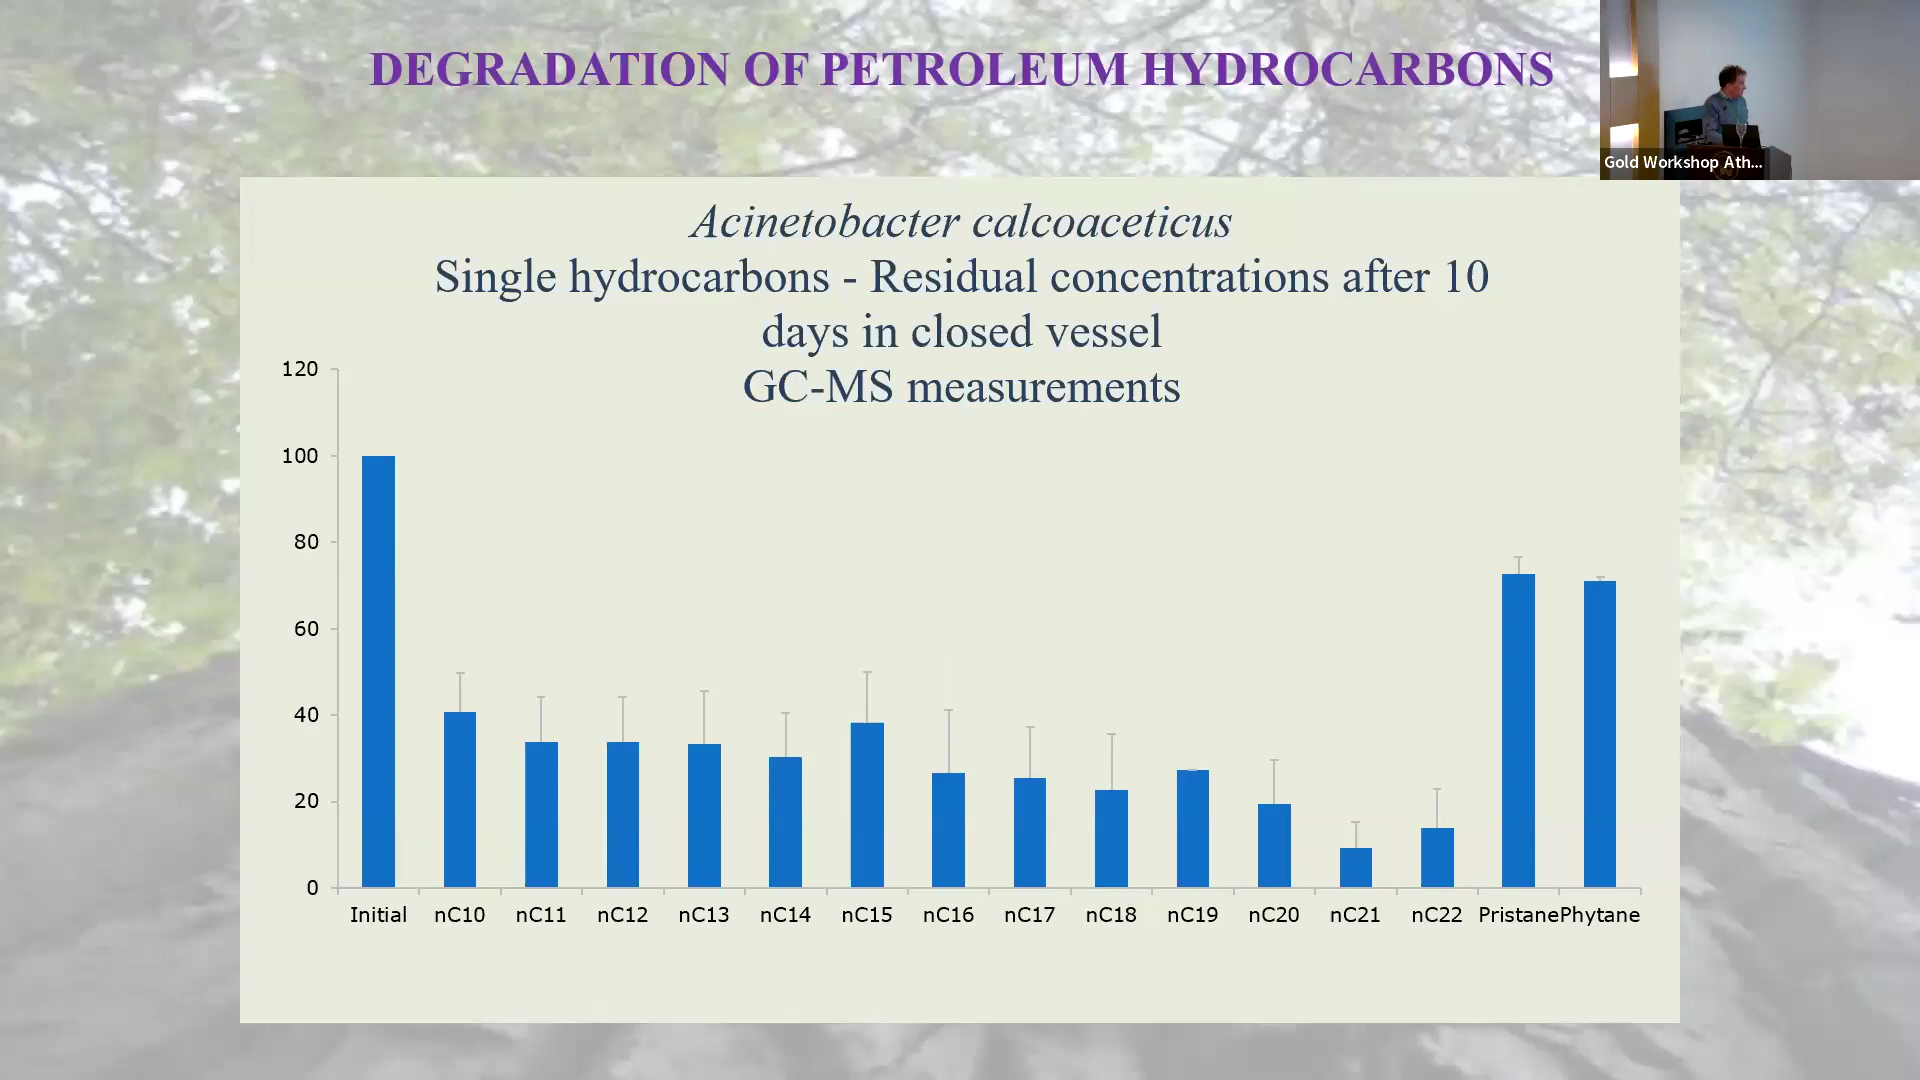 DEGRADATION OF PETROLEUM HYDROCARBONS
Gold Workshop Ath...
Acinetobacter calcoaceticus
Single hydrocarbons - Residual concentrations after 10
days in closed vessel
GC-MS measurements
120
100
80
60
40
20
0
Initial nC10 nC11 nC12 nC13 nC14 nC15 nC16 nC17 nC18 nC19 nC20 nC21 nC22 Pristane Phytane